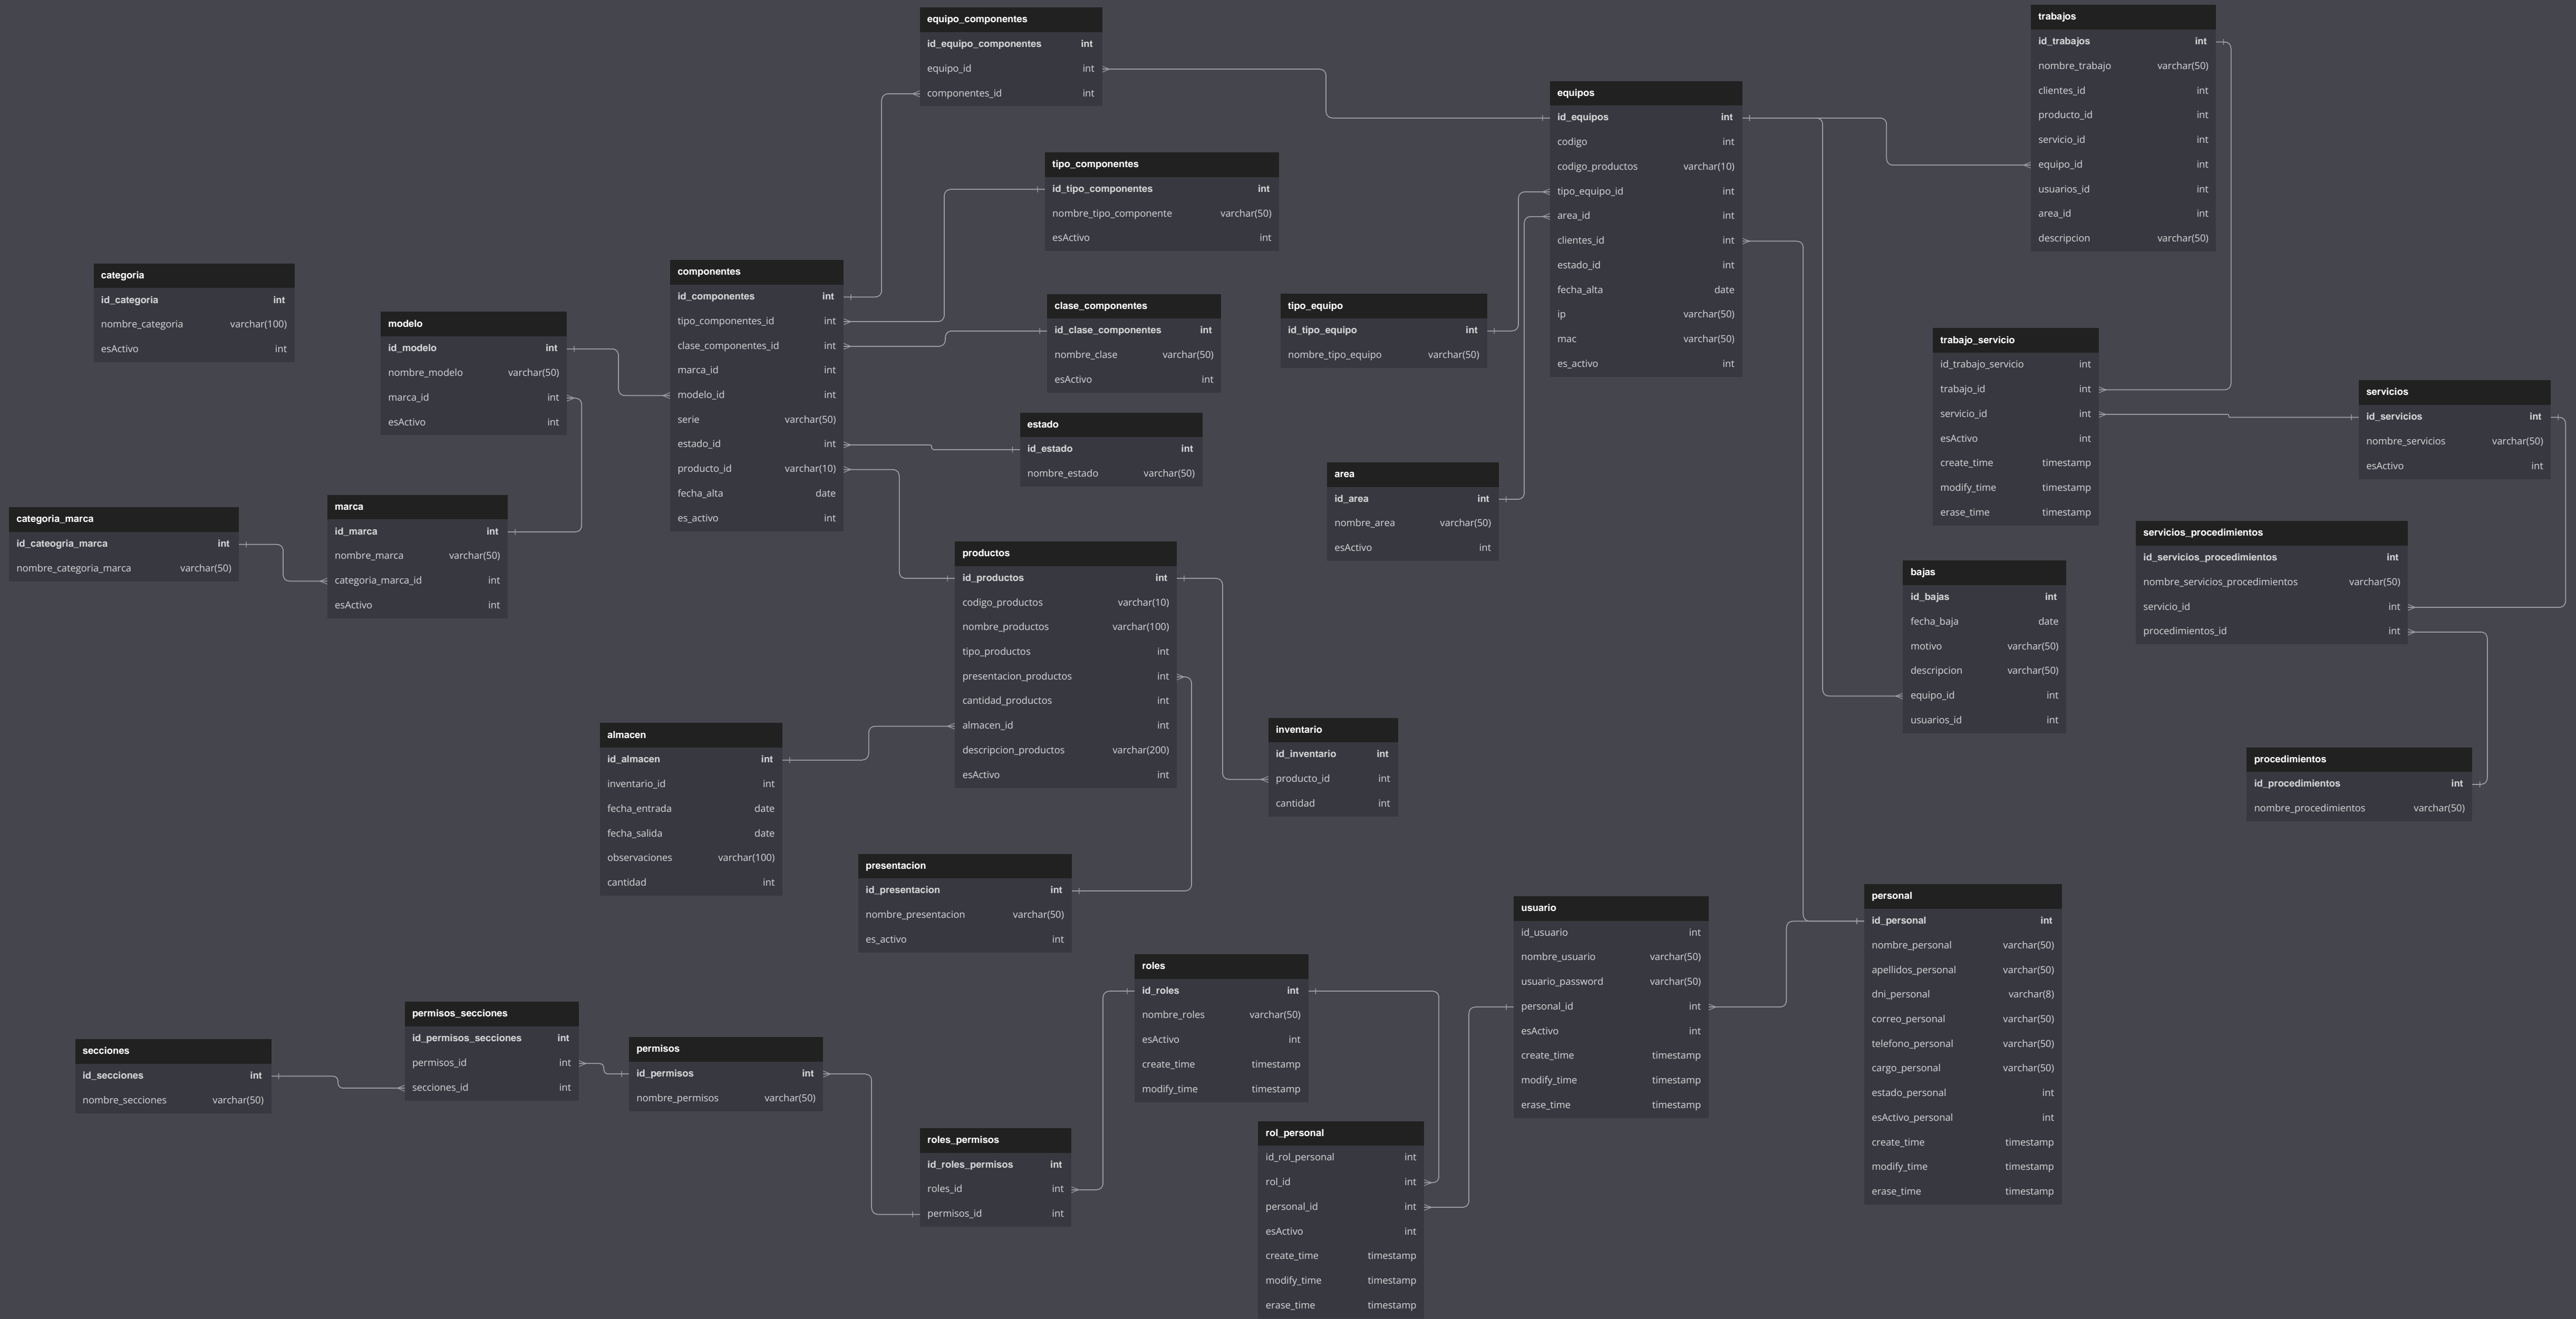 equipo_componentes
id_equipo_componentes int
equipo_id int
componentes_id int
trabajos
id_trabajos int
nombre_trabajo varchar(50)
clientes_id int
producto_id int
servicio_id int
equipo_id int
usuarios_id int
area_id int
descripcion varchar(50)
equipos
id_equipos int
codigo int
codigo_productos varchar(10)
tipo_equipo_id int
area_id int
clientes_id int
estado_id int
fecha_alta date
ip varchar(50)
mac varchar(50)
es_activo int
tipo_componentes
id_tipo_componentes int
nombre_tipo_componente varchar(50)
esActivo int
categoria
id_categoria int
nombre_categoria varchar(100)
esActivo int
modelo
id_modelo int
nombre_modelo varchar(50)
marca_id int
esActivo int
componentes
id_componentes int
tipo_componentes_id int
clase_componentes_id int
marca_id int
modelo_id int
serie varchar(50)
estado_id int
producto_id varchar(10)
fecha_alta date
es_activo int
clase_componentes
id_clase_componentes int
nombre_clase varchar(50)
esActivo int
tipo_equipo
id_tipo_equipo int
nombre_tipo_equipo varchar(50)
trabajo_servicio
id_trabajo_servicio int
trabajo_id int
servicio_id int
esActivo int
create_time timestamp
modify_time timestamp
erase_time timestamp
servicios
id_servicios int
nombre_servicios varchar(50)
esActivo int
estado
id_estado int
nombre_estado varchar(50)
area
id_area int
nombre_area varchar(50)
esActivo int
categoria_marca
id_cateogria_marca int
nombre_categoria_marca varchar(50)
marca
id_marca int
nombre_marca varchar(50)
categoria_marca_id int
esActivo int
productos
id_productos int
codigo_productos varchar(10)
nombre_productos varchar(100)
tipo_productos int
presentacion_productos int
cantidad_productos int
almacen_id int
descripcion_productos varchar(200)
esActivo int
servicios_procedimientos
id_servicios_procedimientos int
nombre_servicios_procedimientos varchar(50)
servicio_id int
procedimientos_id int
bajas
id_bajas int
fecha_baja date
motivo varchar(50)
descripcion varchar(50)
equipo_id int
usuarios_id int
almacen
id_almacen int
inventario_id int
fecha_entrada date
fecha_salida date
observaciones varchar(100)
cantidad int
inventario
id_inventario int
producto_id int
cantidad int
procedimientos
id_procedimientos int
nombre_procedimientos varchar(50)
presentacion
id_presentacion int
nombre_presentacion varchar(50)
es_activo int
usuario
id_usuario int
nombre_usuario varchar(50)
usuario_password varchar(50)
personal_id int
esActivo int
create_time timestamp
modify_time timestamp
erase_time timestamp
personal
id_personal int
nombre_personal varchar(50)
apellidos_personal varchar(50)
dni_personal varchar(8)
correo_personal varchar(50)
telefono_personal varchar(50)
cargo_personal varchar(50)
estado_personal int
esActivo_personal int
create_time timestamp
modify_time timestamp
erase_time timestamp
roles
id_roles int
nombre_roles varchar(50)
esActivo int
create_time timestamp
modify_time timestamp
secciones
id_secciones int
nombre_secciones varchar(50)
permisos_secciones
id_permisos_secciones int
permisos_id int
secciones_id int
permisos
id_permisos int
nombre_permisos varchar(50)
roles_permisos
id_roles_permisos int
roles_id int
permisos_id int
rol_personal
id_rol_personal int
rol_id int
personal_id int
esActivo int
create_time timestamp
modify_time timestamp
erase_time timestamp